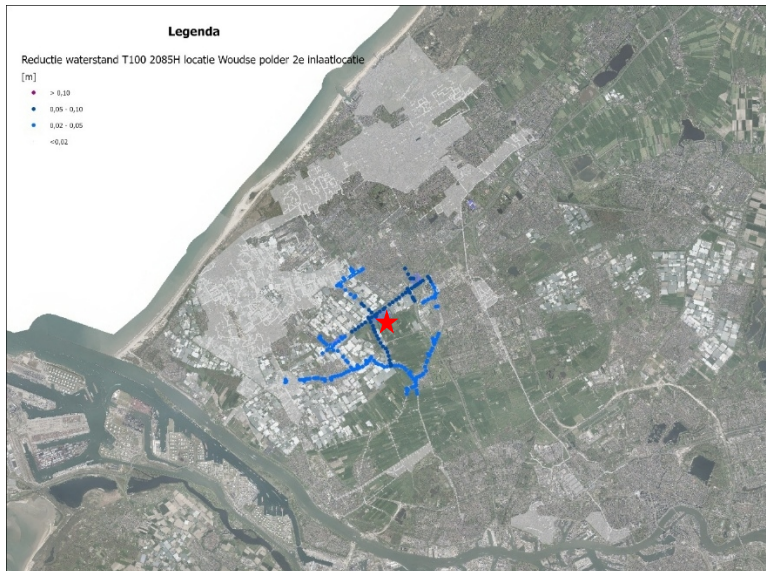 Legenda
Reductie waterstand T100 2085H locatie Woudse polder 2e inlaatlocatie
[m]
> 0,10
0,05 - 0,10
0,02 - 0,05
<0,02